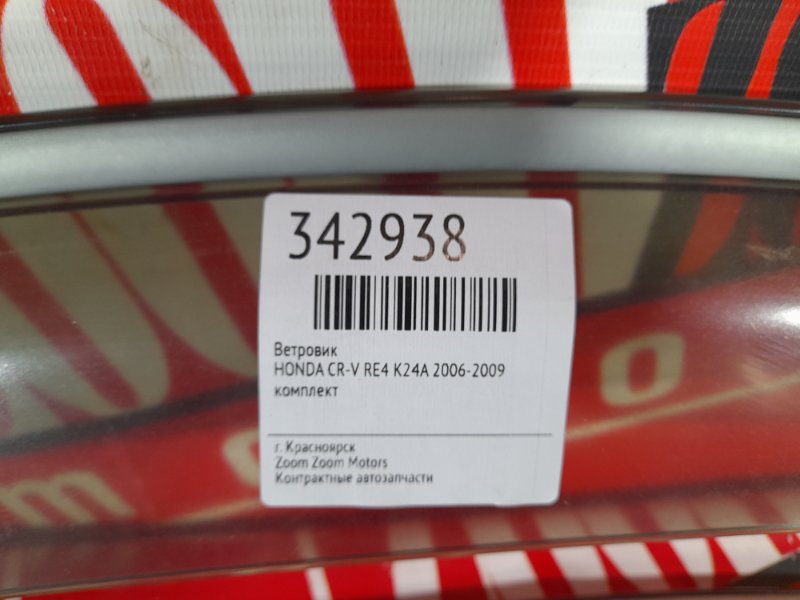 342938
Ветровик
HONDA CR-V RE4 K24A 2006-2009
комплект
г. Красноярск
Zoom Zoom Motors
Контрактные автозапчасти